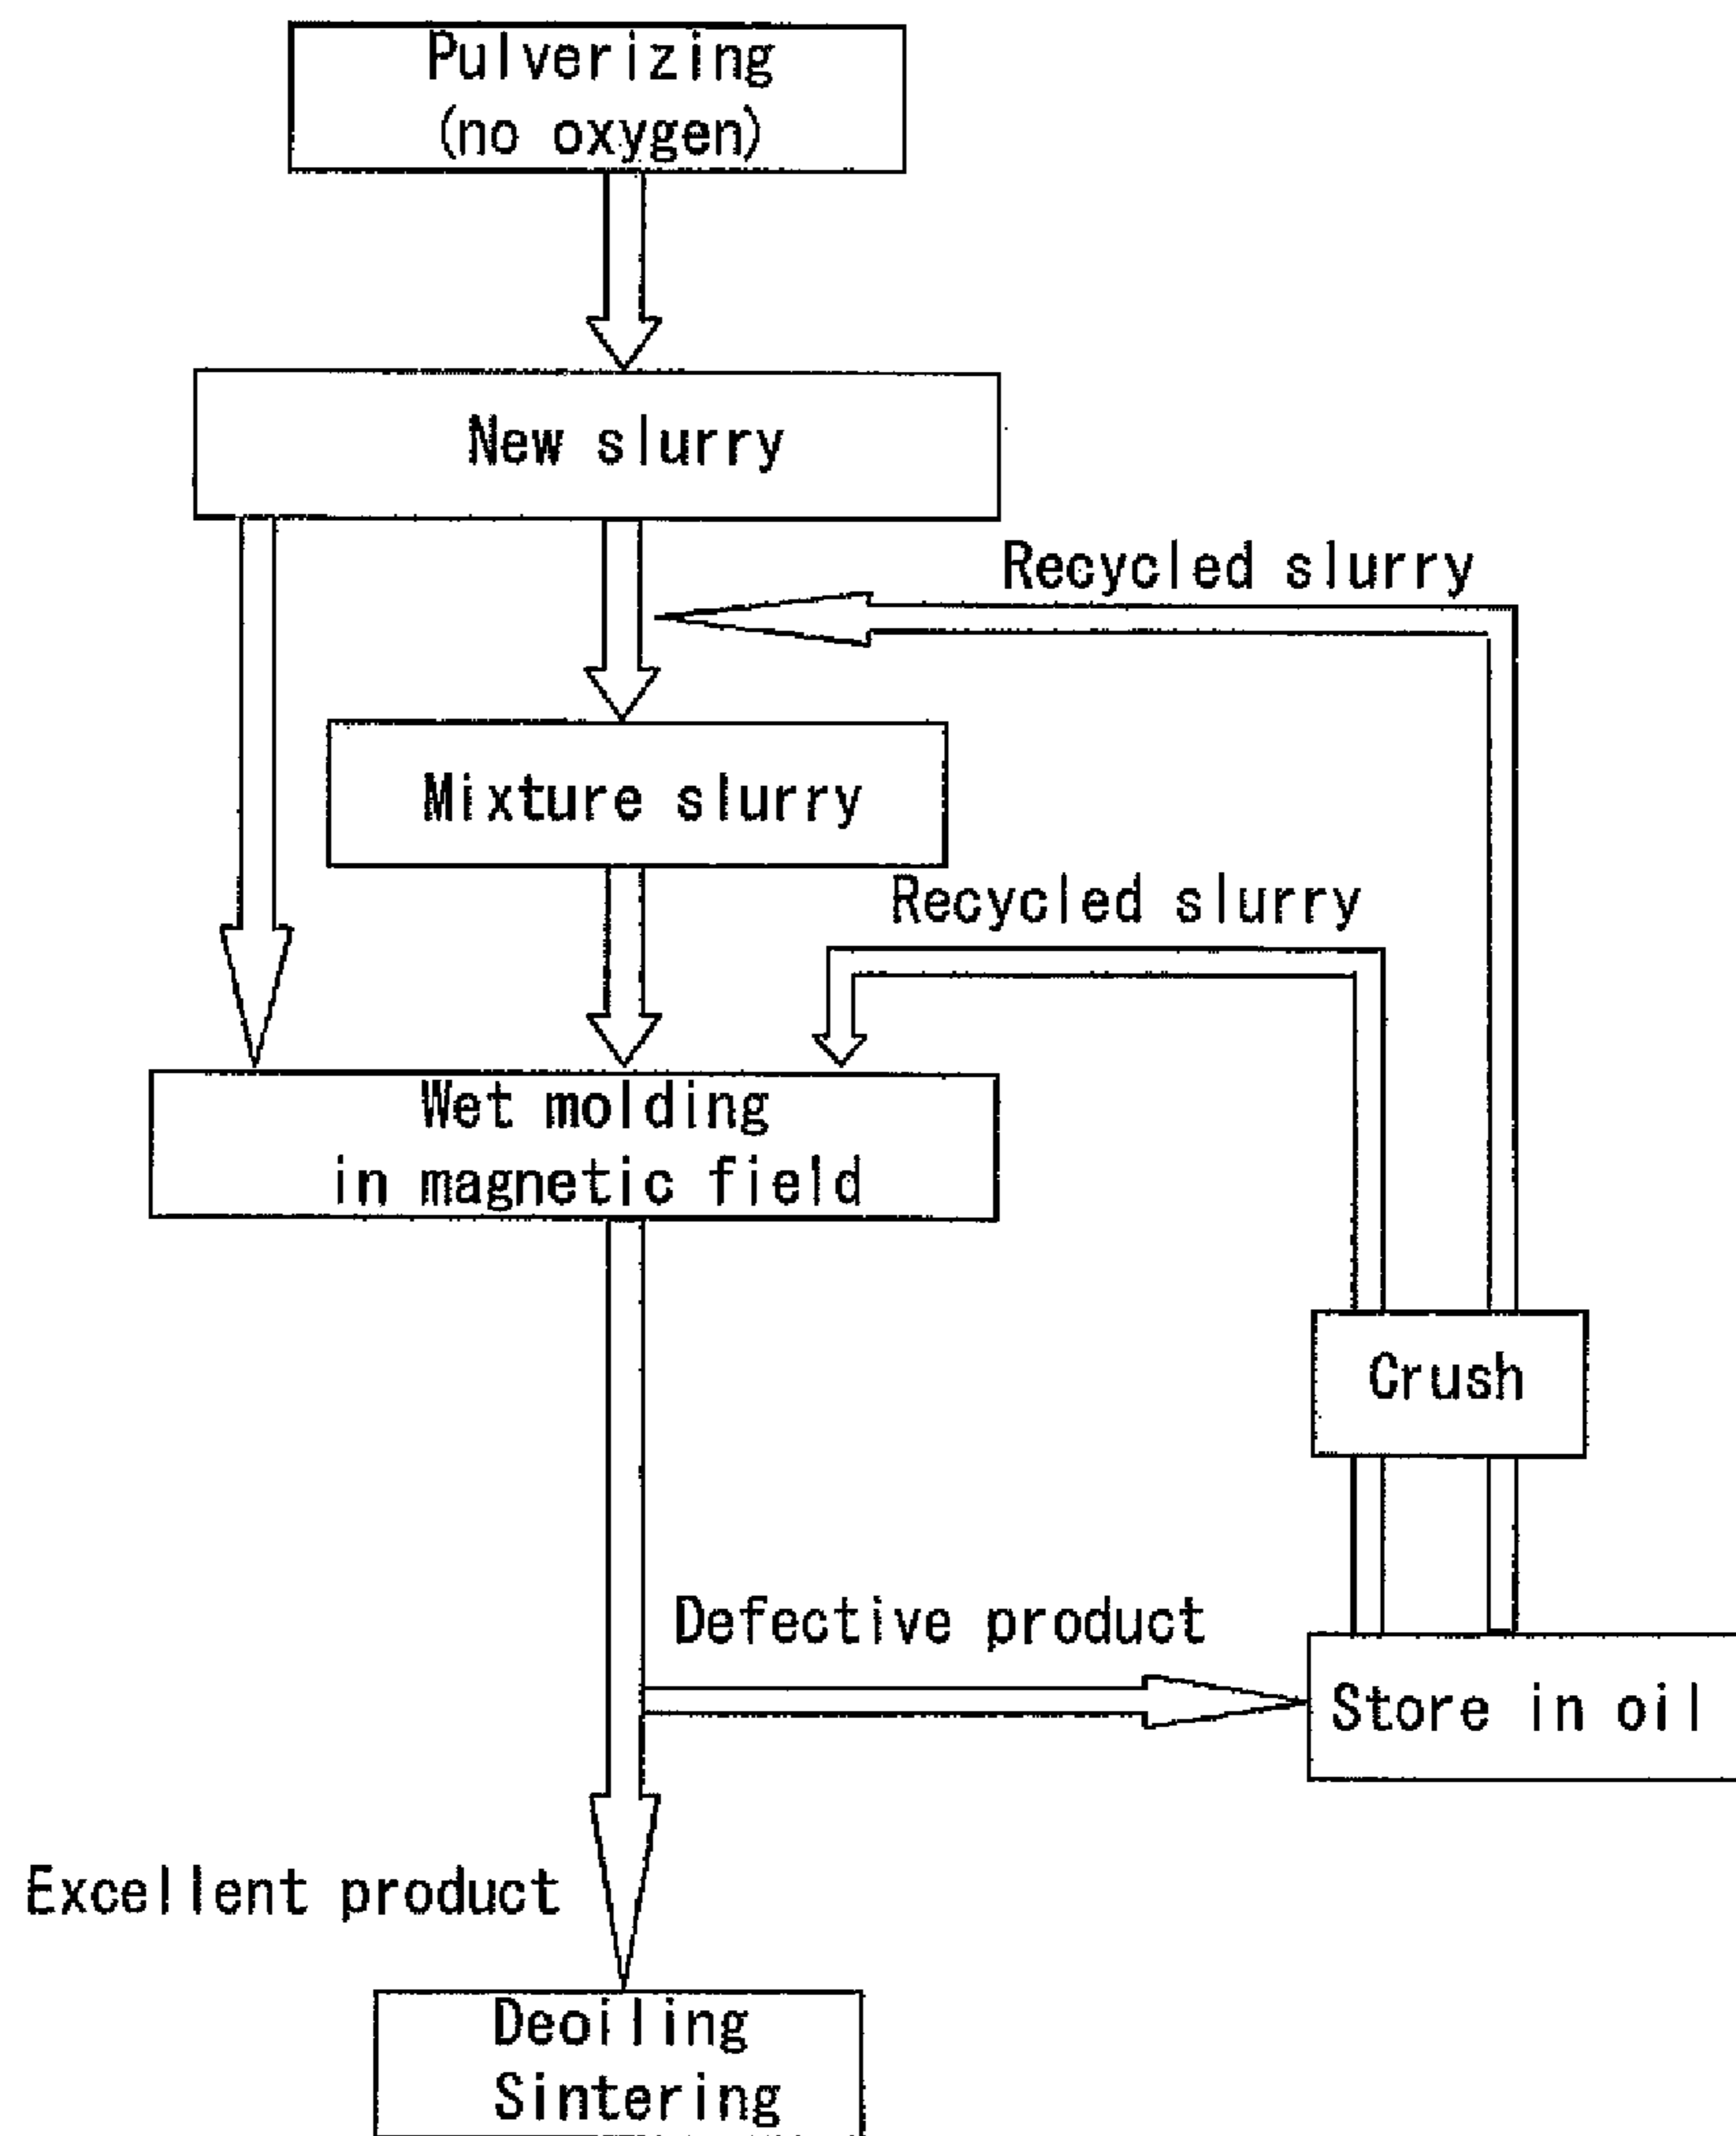 Pulverizing
(no oxygen)
New slurry
Recycled slurry
Mixture slurry
Recycled slurry
Wet molding
in magnetic field
Crush
Defective product
Store in oil
Excellent product
Deoiling
Sintering